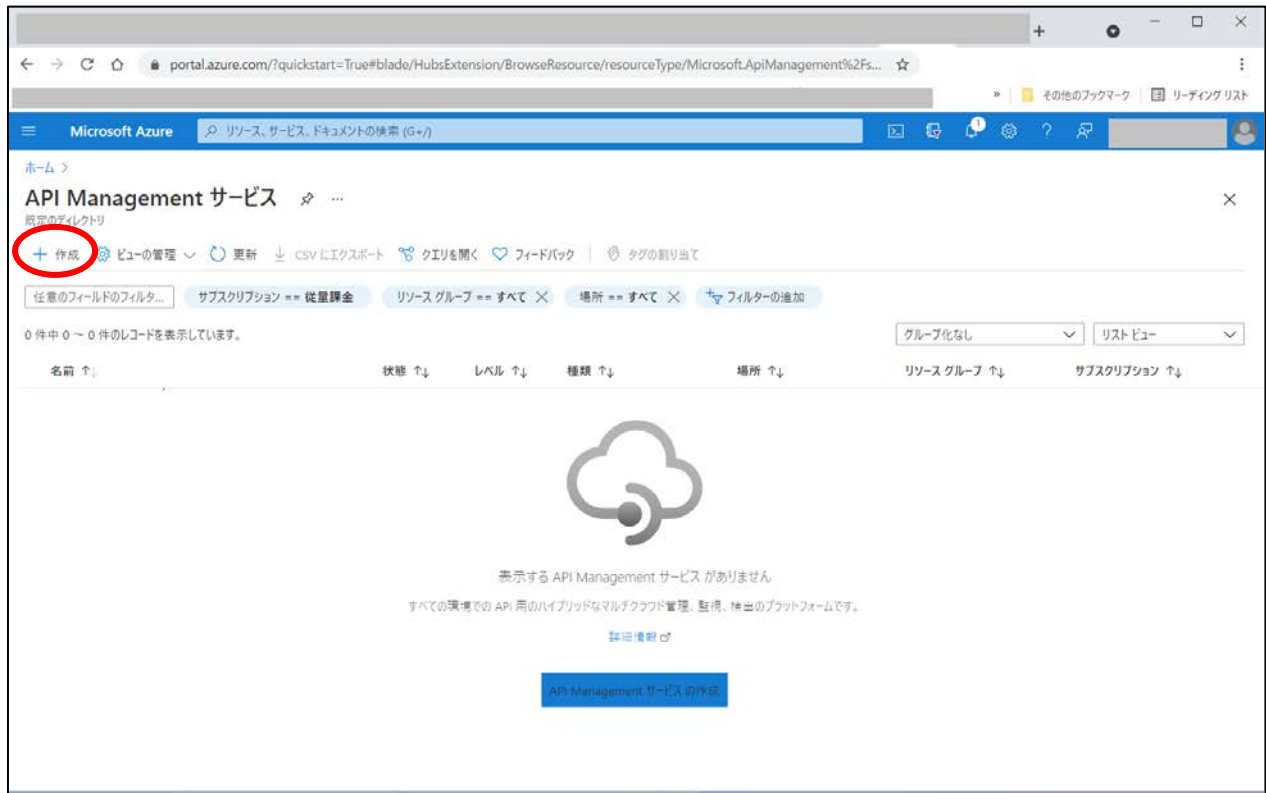 portal.azure.com/?quickstart=True#blade/HubsExtension/BrowseResource/resourceType/Microsoft.ApiManagement%2Fs...
» その他のブックマーク リーディング リスト
Microsoft Azure リソース、サービス、ドキュメントの検索 (G+/) 1
ホーム >
API Management サービス ...
既定のディレクトリ
+ 作成 ビューの管理 更新 CSV にエクスポート クエリを開く フィードバック タグの割り当て
任意のフィールドのフィルタ... サブスクリプション == 従量課金 リソース グループ == すべて 場所 == すべて フィルターの追加
0 件中 0 ~ 0 件のレコードを表示しています。 グループ化なし リスト ビュー
名前 ↑↓ 状態 ↑↓ レベル ↑↓ 種類 ↑↓ 場所 ↑↓ リソース グループ ↑↓ サブスクリプション ↑↓
表示する API Management サービス がありません
すべての環境での API 用のハイブリッドなマルチクラウド管理、監視、検出のプラットフォームです。
詳細情報
API Management サービス の作成